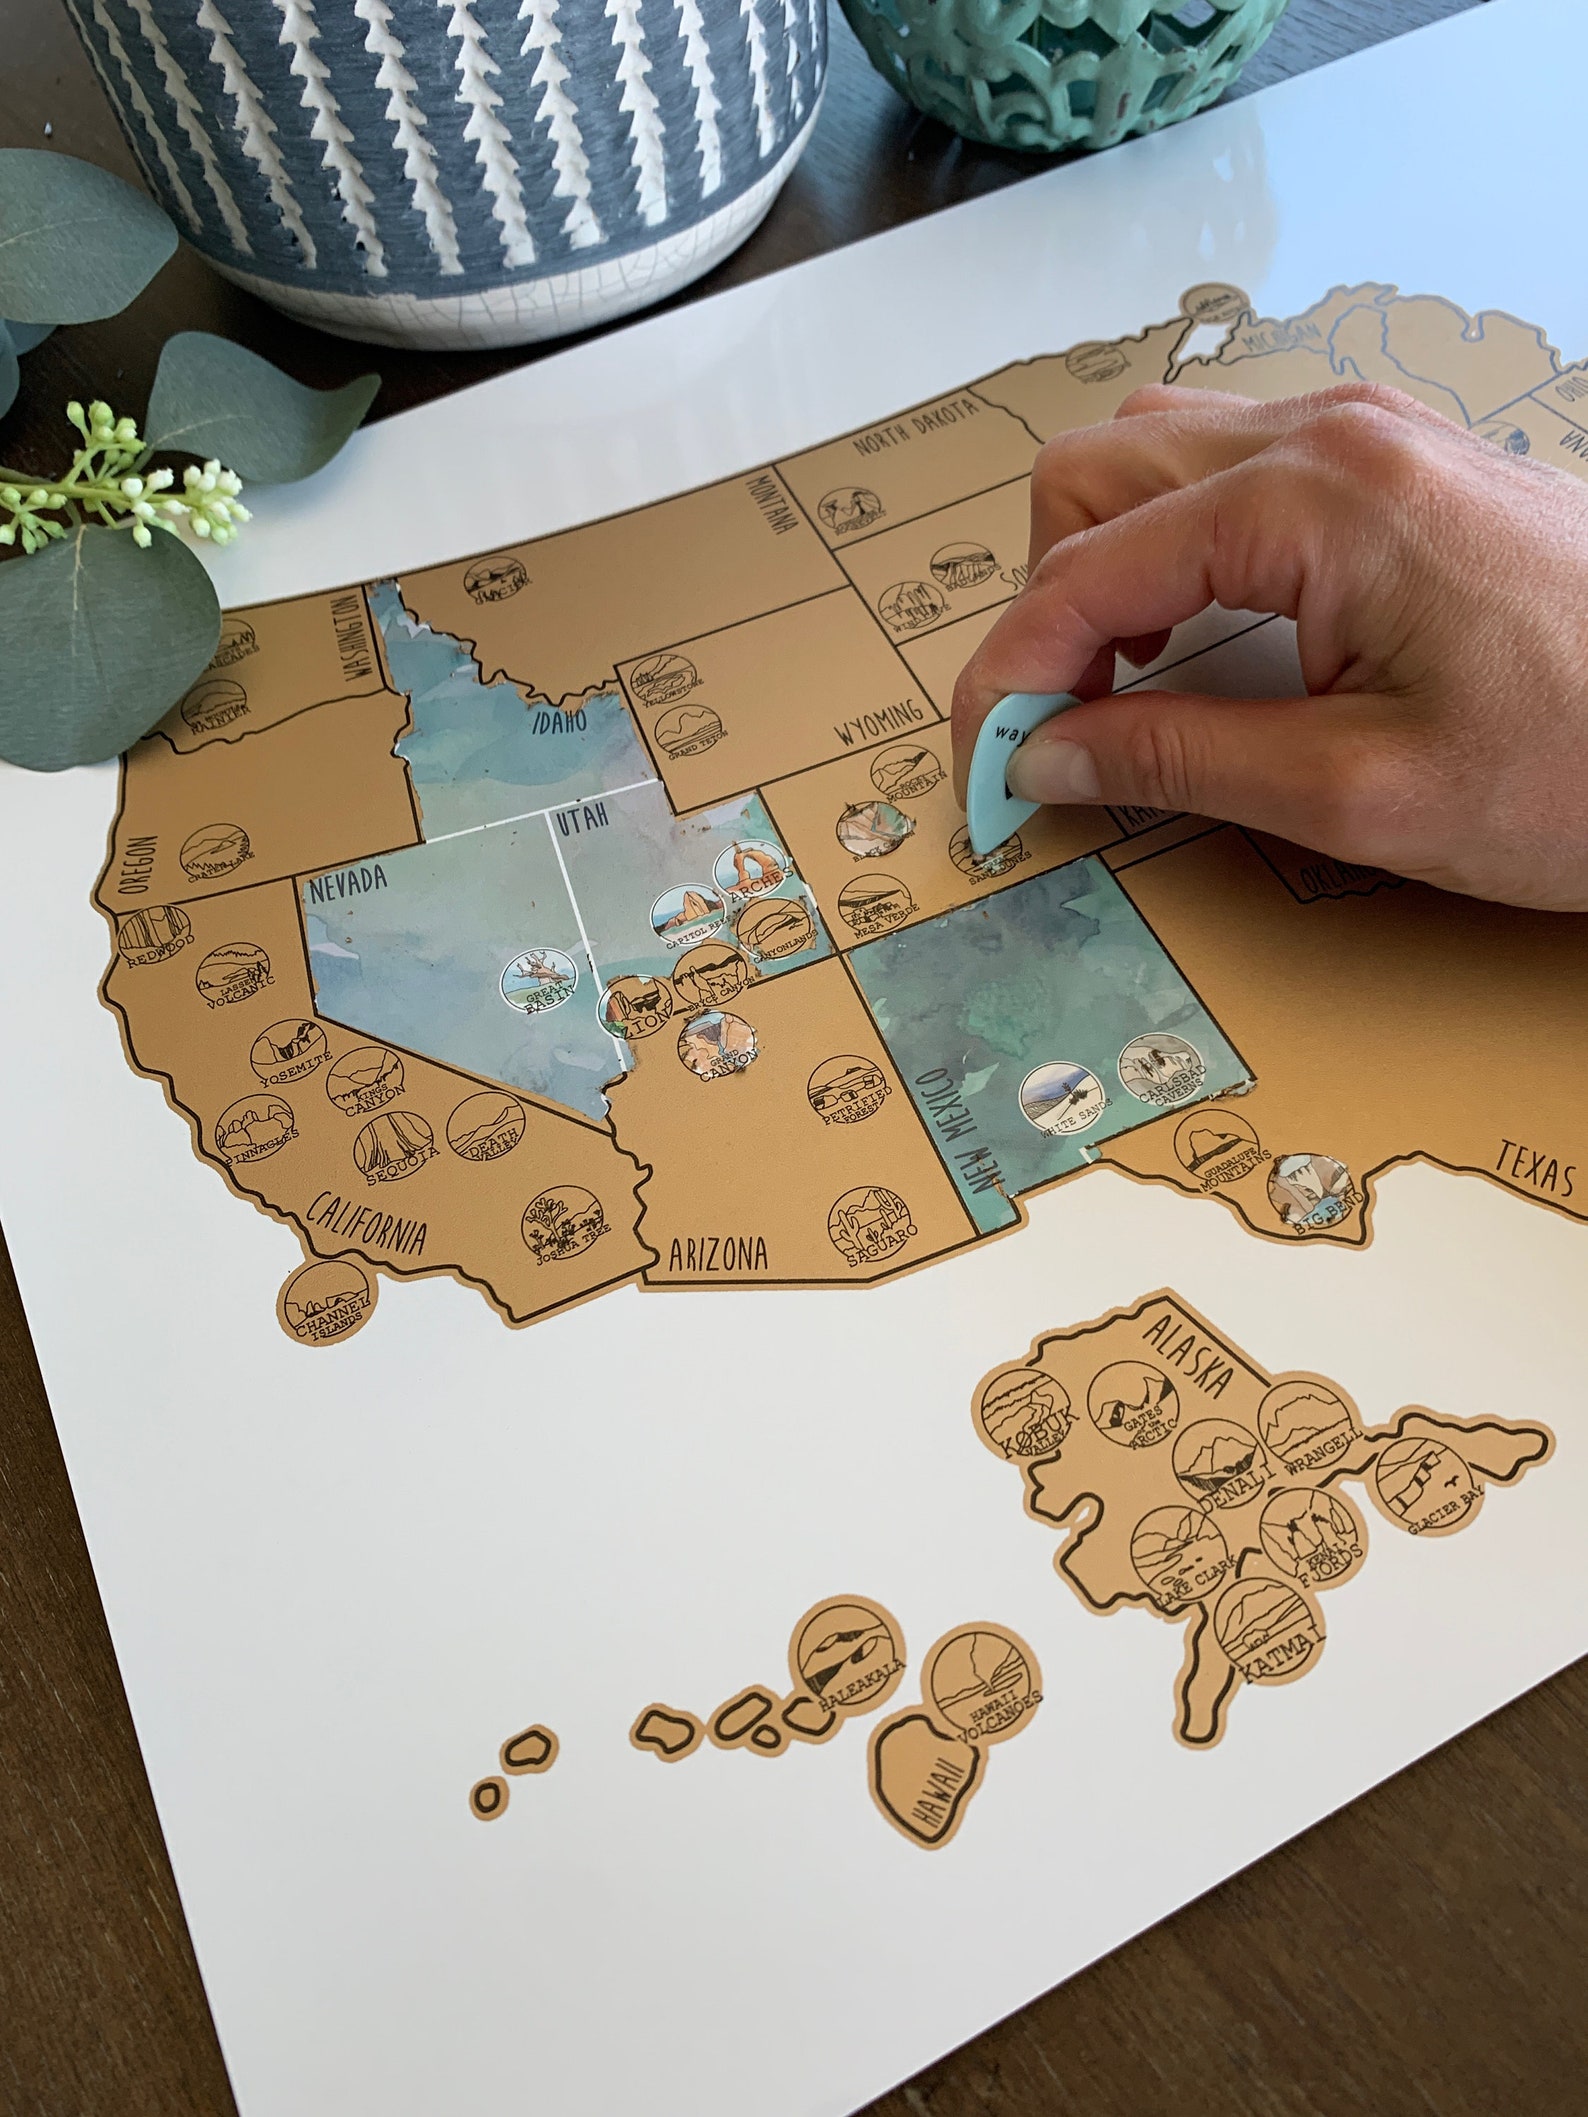 MICHIGAN
OHIO
NORTH DAKOTA
MONTANA
GLACIER
BADLANDS
WIND CAVE
WASHINGTON
CASCADES
RAINIER
IDAHO
YELLOWSTONE
GRAND TETON
WYOMING
way
ROCKY
MOUNTAIN
BLACK
SAND DUNES
MESA VERDE
OREGON
CRATER LAKE
NEVADA
UTAH
ARCHES
CAPITOL REEF
CANYONLANDS
BRYCE CANYON
ZION
GREAT
BASIN
GRAND
CANYON
REDWOOD
LASSEN
VOLCANIC
YOSEMITE
KINGS
CANYON
PINNACLES
SEQUOIA
DEATH
VALLEY
JOSHUA TREE
CALIFORNIA
CHANNEL
ISLANDS
PETRIFIED
FOREST
SAGUARO
ARIZONA
NEW MEXICO
WHITE SANDS
CARLSBAD
CAVERNS
GUADALUPE
MOUNTAINS
BIG BEND
TEXAS
ALASKA
KOBUK
VALLEY
GATES
of the
ARCTIC
DENALI
WRANGELL
GLACIER BAY
LAKE CLARK
KENAI
FJORDS
KATMAI
HALEAKALA
HAWAII
VOLCANOES
HAWAII